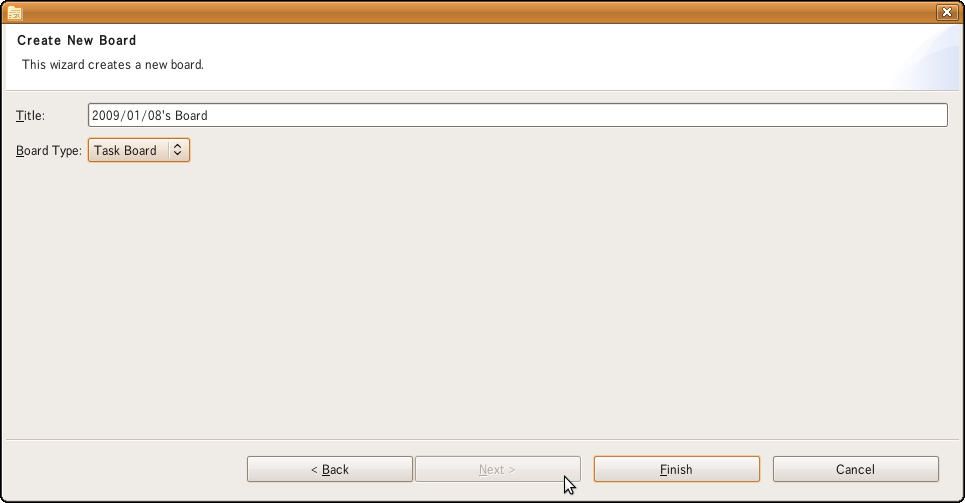 Create New Board
This wizard creates a new board.
Title: 2009/01/08's Board
Board Type: Task Board
< Back Next > Finish Cancel